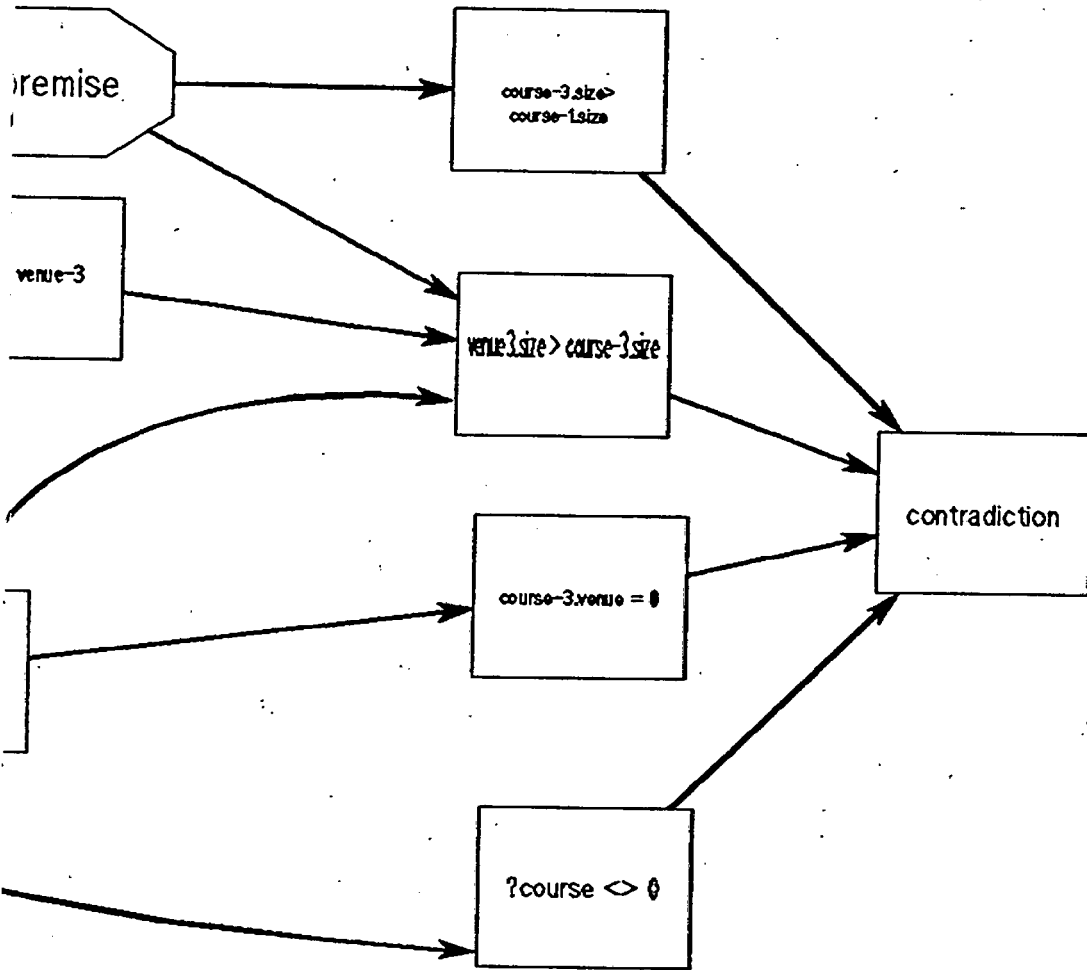 premise
course-3.size>
course-1.size
venue-3
venue3.size > course-3.size
contradiction
course-3.venue = 0
?course <> 0